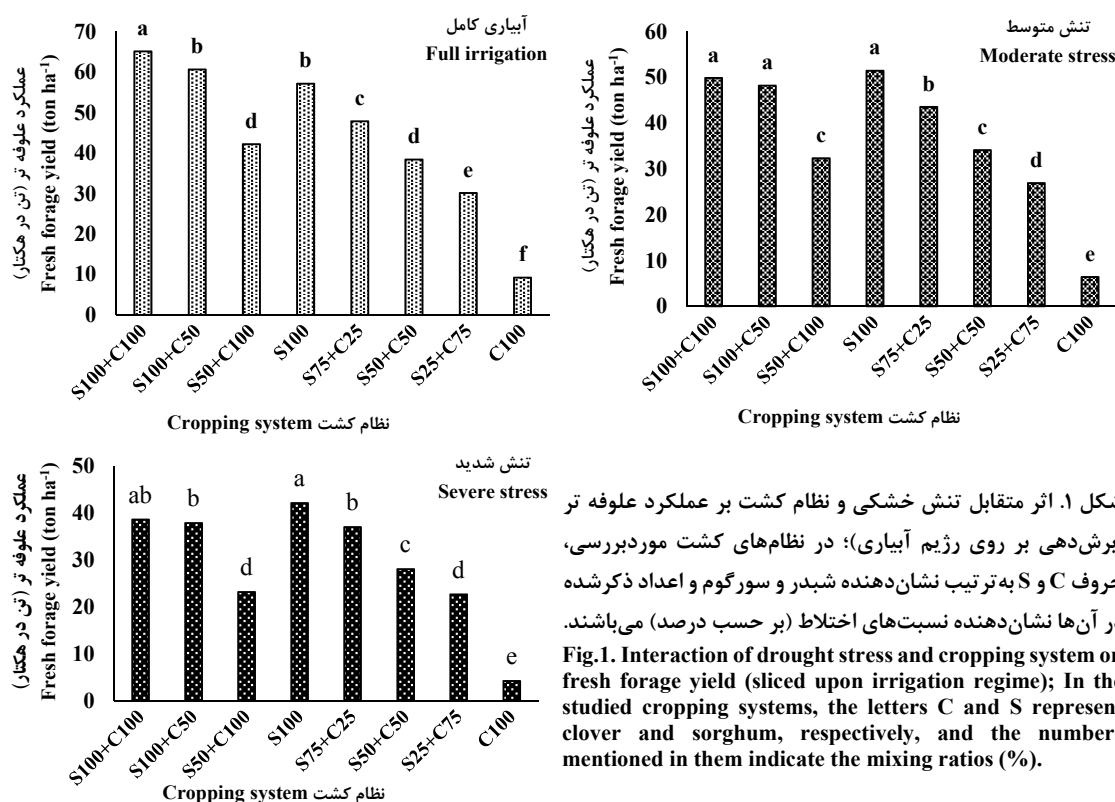 آبیاری کامل
Full irrigation
عملکرد علوفه تر (تن در هکتار)
Fresh forage yield (ton ha-1)
70
60
50
40
30
20
10
0
a
b
d
b
c
d
e
f
S100+C100
S100+C50
S50+C100
S100
S75+C25
S50+C50
S25+C75
C100
Cropping system نظام کشت
تنش متوسط
Moderate stress
عملکرد علوفه تر (تن در هکتار)
Fresh forage yield (ton ha-1)
60
50
40
30
20
10
0
a
a
c
a
b
c
d
e
S100+C100
S100+C50
S50+C100
S100
S75+C25
S50+C50
S25+C75
C100
Cropping system نظام کشت
تنش شدید
Severe stress
عملکرد علوفه تر (تن در هکتار)
Fresh forage yield (ton ha-1)
50
40
30
20
10
0
ab
b
d
a
b
c
d
e
S100+C100
S100+C50
S50+C100
S100
S75+C25
S50+C50
S25+C75
C100
Cropping system نظام کشت
شکل ۱. اثر متقابل تنش خشکی و نظام کشت بر عملکرد علوفه تر
برش‌دهی بر روی رژیم آبیاری)؛ در نظام‌های کشت موردبررسی،
حروف C و S به‌ترتیب نشان‌دهنده شبدر و سورگوم و اعداد ذکرشده
در آن‌ها نشان‌دهنده نسبت‌های اختلاط (بر حسب درصد) می‌باشند.
Fig.1. Interaction of drought stress and cropping system on
fresh forage yield (sliced upon irrigation regime); In the
studied cropping systems, the letters C and S represent
clover and sorghum, respectively, and the number
mentioned in them indicate the mixing ratios (%).